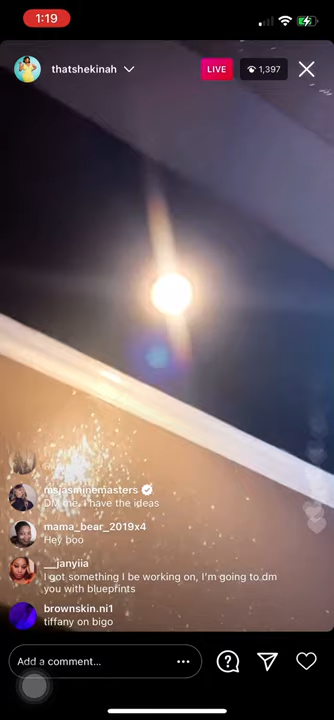 1:19
thatshekinah
LIVE
1,397
msjasminemasters
DM me. I have the ideas
mama_bear_2019x4
Hey boo
__janyiia
I got something I be working on, I'm going to dm
you with blueprints
brownskin.ni1
tiffany on bigo
Add a comment...